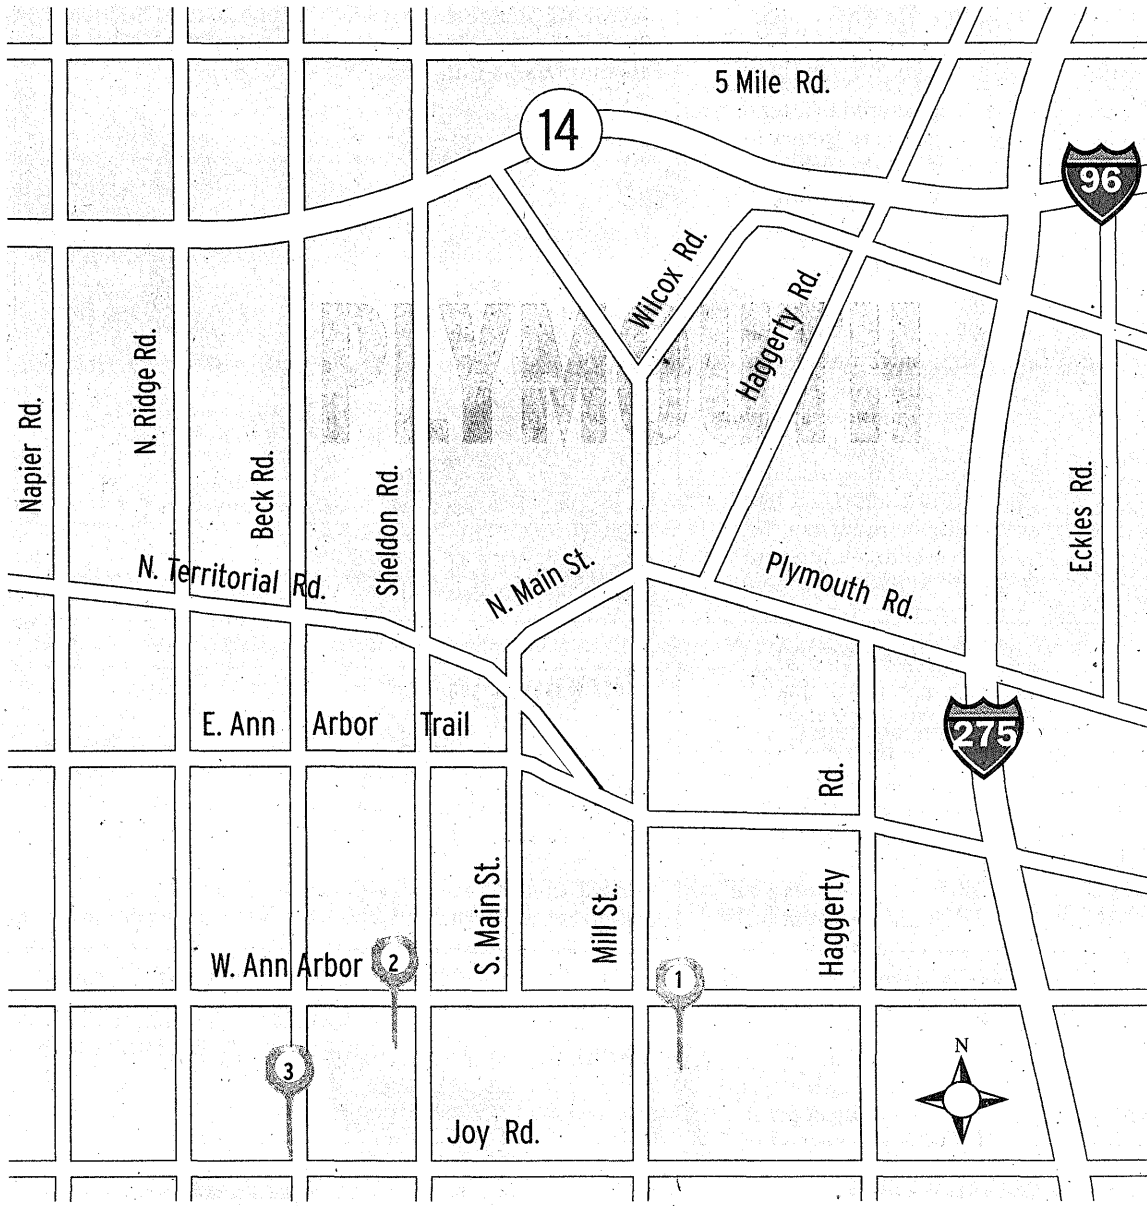 5 Mile Rd.
14
96
Wilcox Rd.
Haggerty Rd.
PLYMOUTH
N. Ridge Rd.
Napier Rd.
Beck Rd.
Sheldon Rd.
Eckles Rd.
N. Territorial Rd.
N. Main St.
Plymouth Rd.
E. Ann Arbor Trail
275
Haggerty Rd.
S. Main St.
Mill St.
W. Ann Arbor
2
1
3
N
Joy Rd.